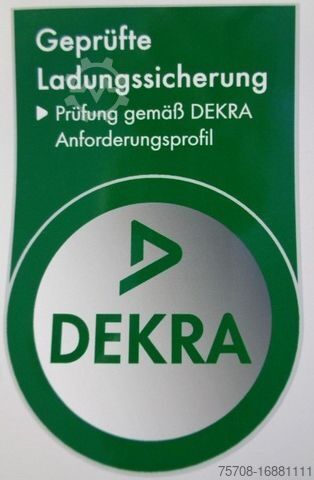 Geprüfte
Ladungssicherung
Prüfung gemäß DEKRA
Anforderungsprofil
DEKRA
75708-16881111